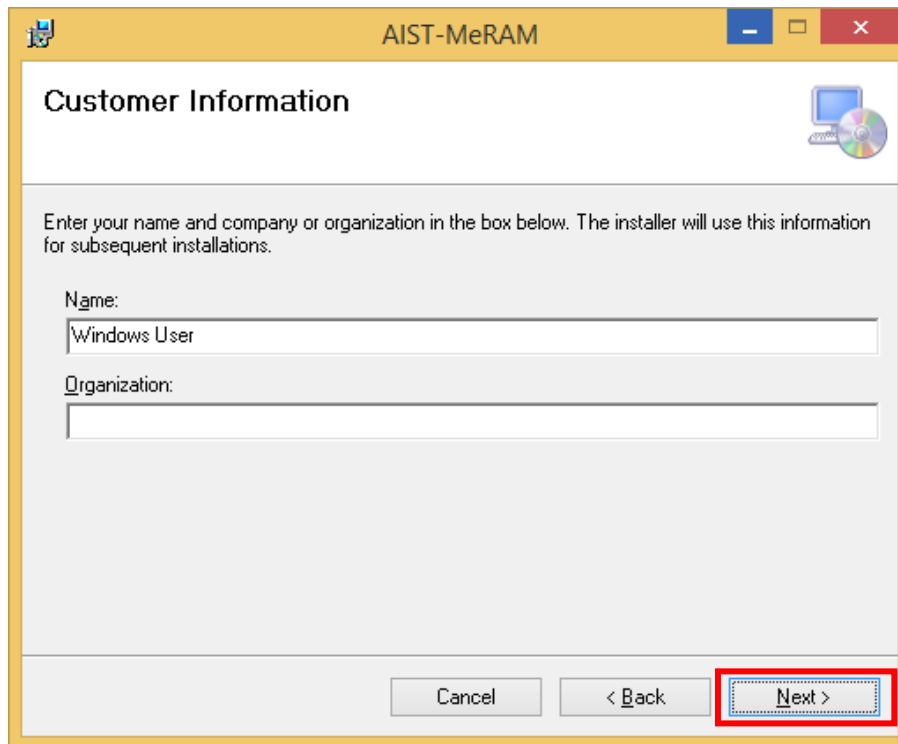 AIST-MeRAM
Customer Information
Enter your name and company or organization in the box below. The installer will use this information
for subsequent installations.
Name:
Windows User
Organization:
Cancel
< Back
Next >